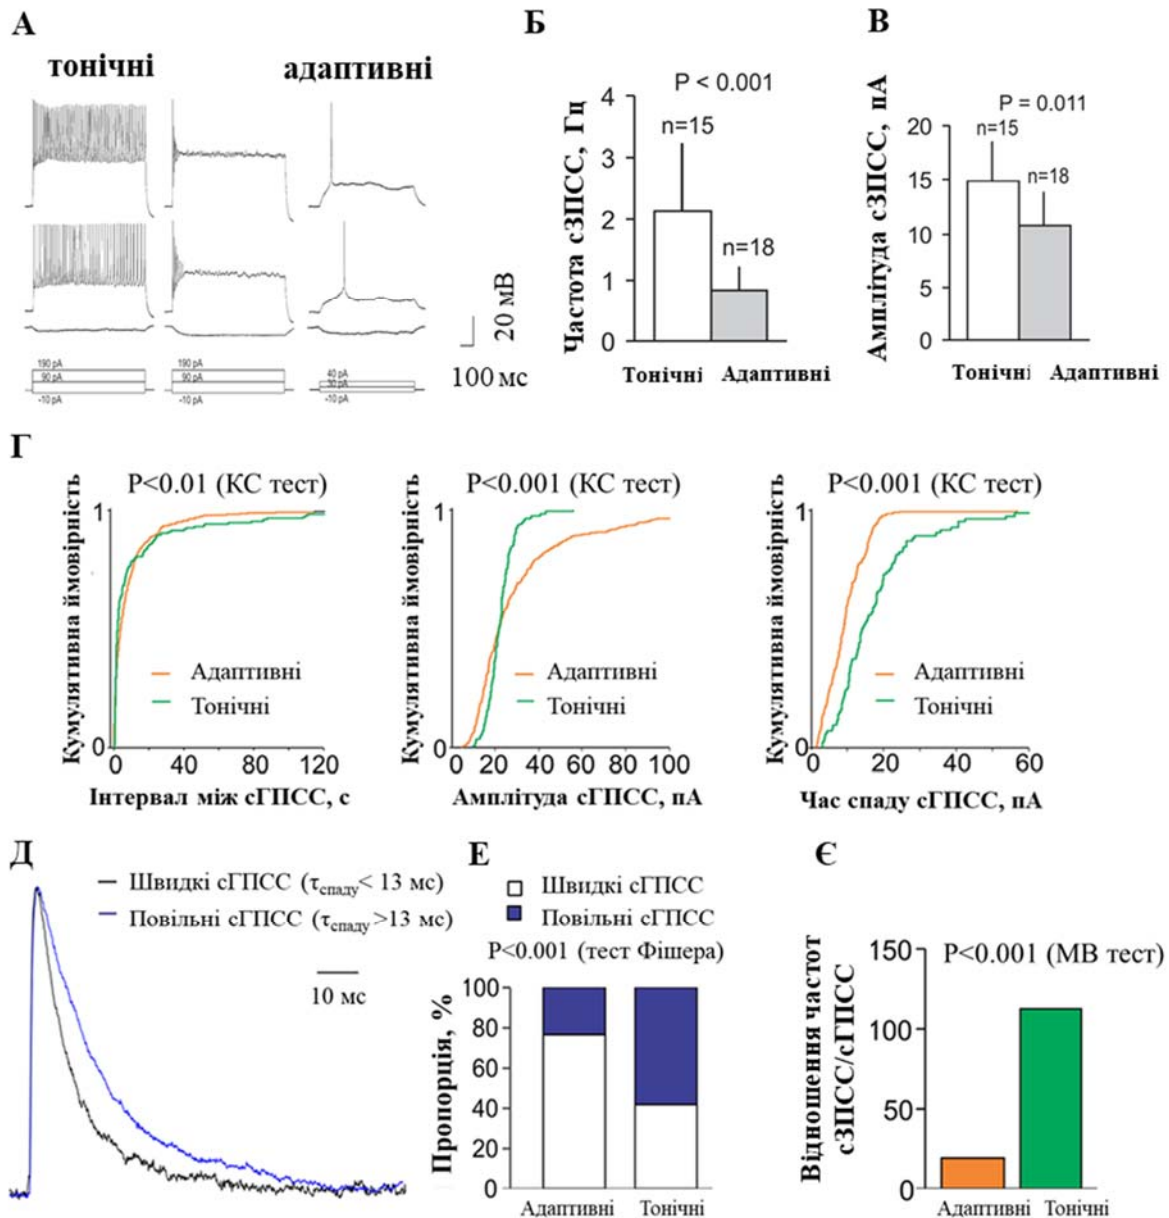 А
тонічні
адаптивні
190 pA
90 pA
-10 pA
190 pA
90 pA
-10 pA
40 pA
30 pA
-10 pA
20 мВ
100 мс
Б
P < 0.001
Частота сЗПСС, Гц
4
3
2
1
0
n=15
n=18
Тонічні
Адаптивні
В
P = 0.011
Амплітуда сЗПСС, пА
20
15
10
5
0
n=15
n=18
Тонічні
Адаптивні
Г
P<0.01 (КС тест)
Кумулятивна ймовірність
1
0
Адаптивні
Тонічні
0 40 80 120
Інтервал між сГПСС, с
P<0.001 (КС тест)
Кумулятивна ймовірність
1
0
Адаптивні
Тонічні
0 20 40 60 80 100
Амплітуда сГПСС, пА
P<0.001 (КС тест)
Кумулятивна ймовірність
1
0
Адаптивні
Тонічні
0 20 40 60
Час спаду сГПСС, пА
Д
Швидкі сГПСС (τспаду< 13 мс)
Повільні сГПСС (τспаду >13 мс)
10 мс
Е
Швидкі сГПСС
Повільні сГПСС
P<0.001 (тест Фішера)
Пропорція, %
100
80
60
40
20
0
Адаптивні
Тонічні
Є
P<0.001 (МВ тест)
Відношення частот
сЗПСС/сГПСС
150
100
50
0
Адаптивні
Тонічні